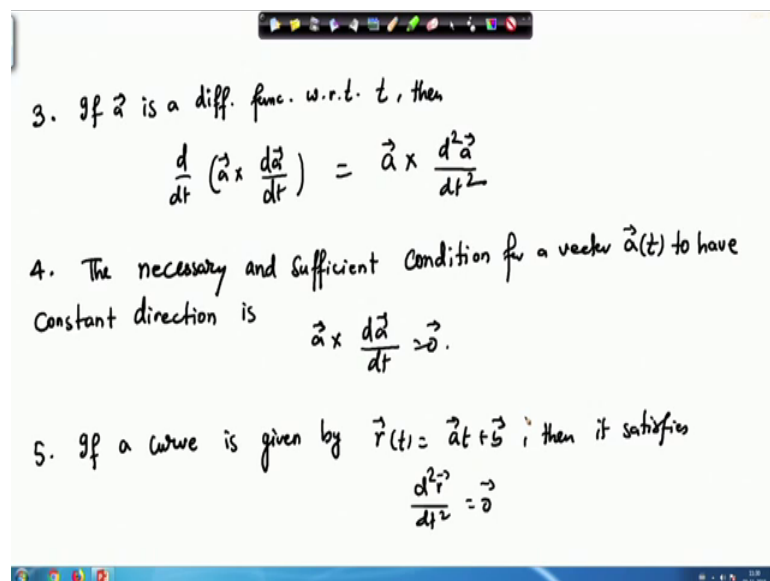 3. If a⃗ is a diff. func. w.r.t. t, then
d/dt (a⃗ × da⃗/dt) = a⃗ × d²a⃗/dt²
4. The necessary and sufficient condition for a vector a⃗(t) to have
constant direction is
a⃗ × da⃗/dt = 0⃗.
5. If a curve is given by r⃗(t) = a⃗t + b⃗ ; then it satisfies
d²r⃗/dt² = 0⃗